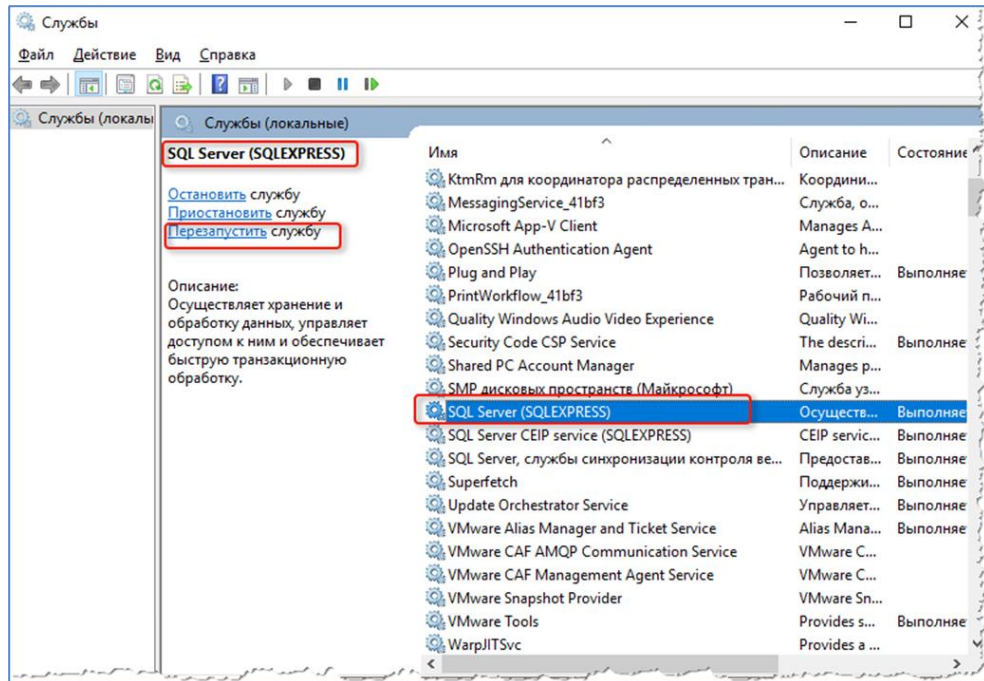 Службы
Файл Действие Вид Справка
Службы (локалы
Службы (локальные)
SQL Server (SQLEXPRESS)
Остановить службу
Приостановить службу
Перезапустить службу
Описание:
Осуществляет хранение и
обработку данных, управляет
доступом к ним и обеспечивает
быструю транзакционную
обработку.
Имя Описание Состояние
KtmRm для координатора распределенных тран... Координи...
MessagingService_41bf3 Служба, о...
Microsoft App-V Client Manages A...
OpenSSH Authentication Agent Agent to h...
Plug and Play Позволяет... Выполняе
PrintWorkflow_41bf3 Рабочий п...
Quality Windows Audio Video Experience Quality Wi...
Security Code CSP Service The descri... Выполняе
Shared PC Account Manager Manages p...
SMP дисковых пространств (Майкрософт) Служба уз...
SQL Server (SQLEXPRESS) Осуществ... Выполняе
SQL Server CEIP service (SQLEXPRESS) CEIP servic... Выполняе
SQL Server, службы синхронизации контроля ве... Предостав... Выполняе
Superfetch Поддержи... Выполняе
Update Orchestrator Service Управляет... Выполняе
VMware Alias Manager and Ticket Service Alias Mana... Выполняе
VMware CAF AMQP Communication Service VMware C...
VMware CAF Management Agent Service VMware C...
VMware Snapshot Provider VMware Sn...
VMware Tools Provides s... Выполняе
WarpJITSvc Provides a ...